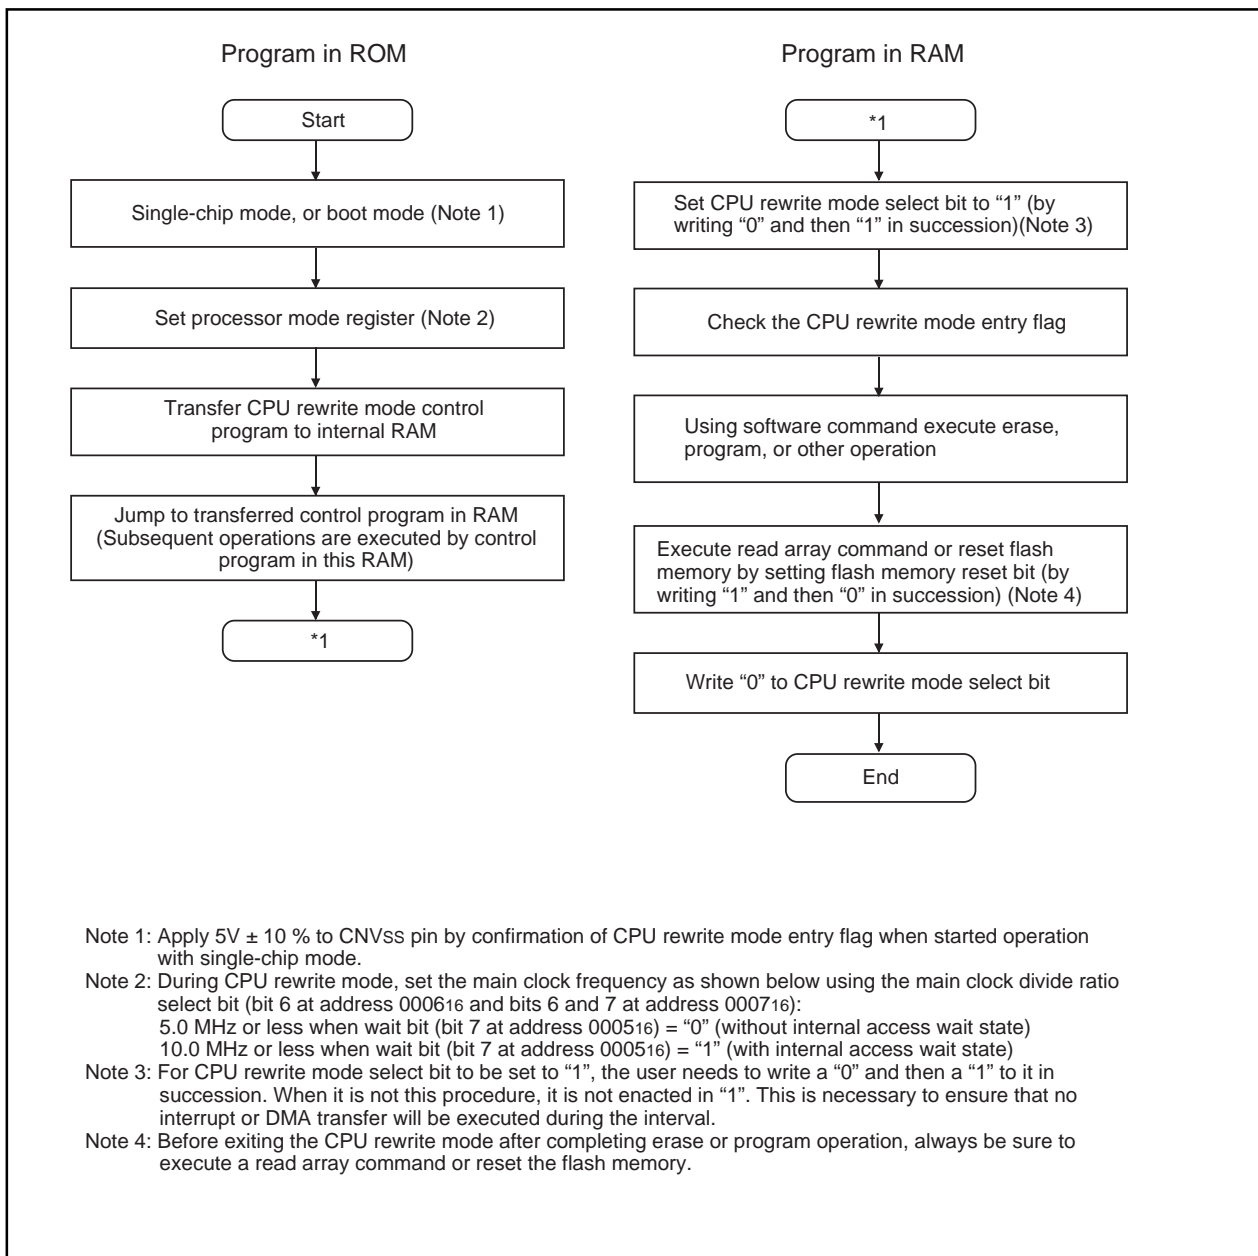 Program in ROM
Start
Single-chip mode, or boot mode (Note 1)
Set processor mode register (Note 2)
Transfer CPU rewrite mode control
program to internal RAM
Jump to transferred control program in RAM
(Subsequent operations are executed by control
program in this RAM)
*1
Program in RAM
*1
Set CPU rewrite mode select bit to “1” (by
writing “0” and then “1” in succession)(Note 3)
Check the CPU rewrite mode entry flag
Using software command execute erase,
program, or other operation
Execute read array command or reset flash
memory by setting flash memory reset bit (by
writing “1” and then “0” in succession) (Note 4)
Write “0” to CPU rewrite mode select bit
End
Note 1: Apply 5V ± 10 % to CNVSS pin by confirmation of CPU rewrite mode entry flag when started operation
with single-chip mode.
Note 2: During CPU rewrite mode, set the main clock frequency as shown below using the main clock divide ratio
select bit (bit 6 at address 000616 and bits 6 and 7 at address 000716):
5.0 MHz or less when wait bit (bit 7 at address 000516) = “0” (without internal access wait state)
10.0 MHz or less when wait bit (bit 7 at address 000516) = “1” (with internal access wait state)
Note 3: For CPU rewrite mode select bit to be set to “1”, the user needs to write a “0” and then a “1” to it in
succession. When it is not this procedure, it is not enacted in “1”. This is necessary to ensure that no
interrupt or DMA transfer will be executed during the interval.
Note 4: Before exiting the CPU rewrite mode after completing erase or program operation, always be sure to
execute a read array command or reset the flash memory.